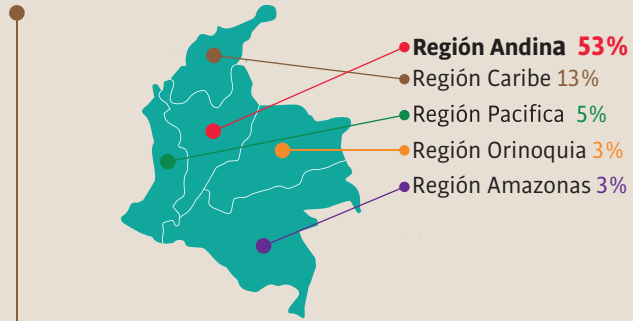 Región Andina 53%
Región Caribe 13%
Región Pacifica 5%
Región Orinoquia 3%
Región Amazonas 3%